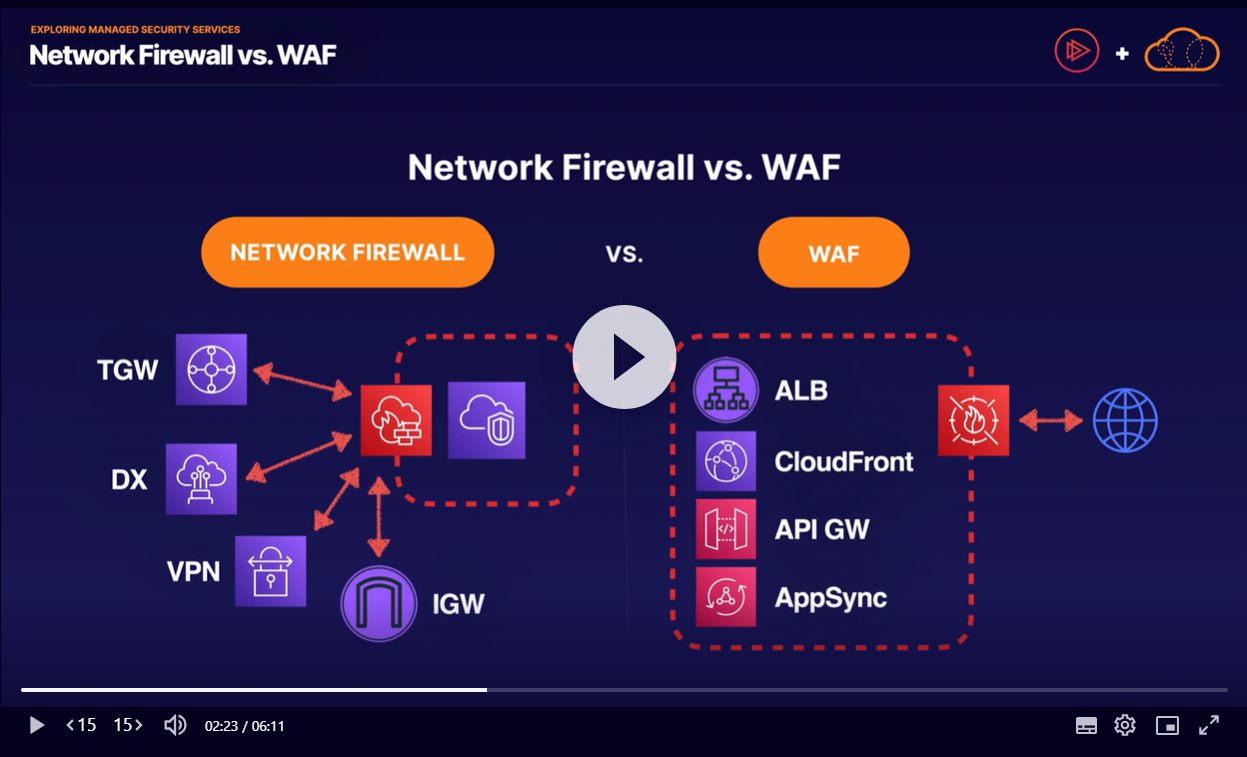 EXPLORING MANAGED SECURITY SERVICES
Network Firewall vs. WAF
+
Network Firewall vs. WAF
NETWORK FIREWALL
VS.
WAF
TGW
DX
VPN
IGW
ALB
CloudFront
API GW
AppSync
15
15
02:23 / 06:11